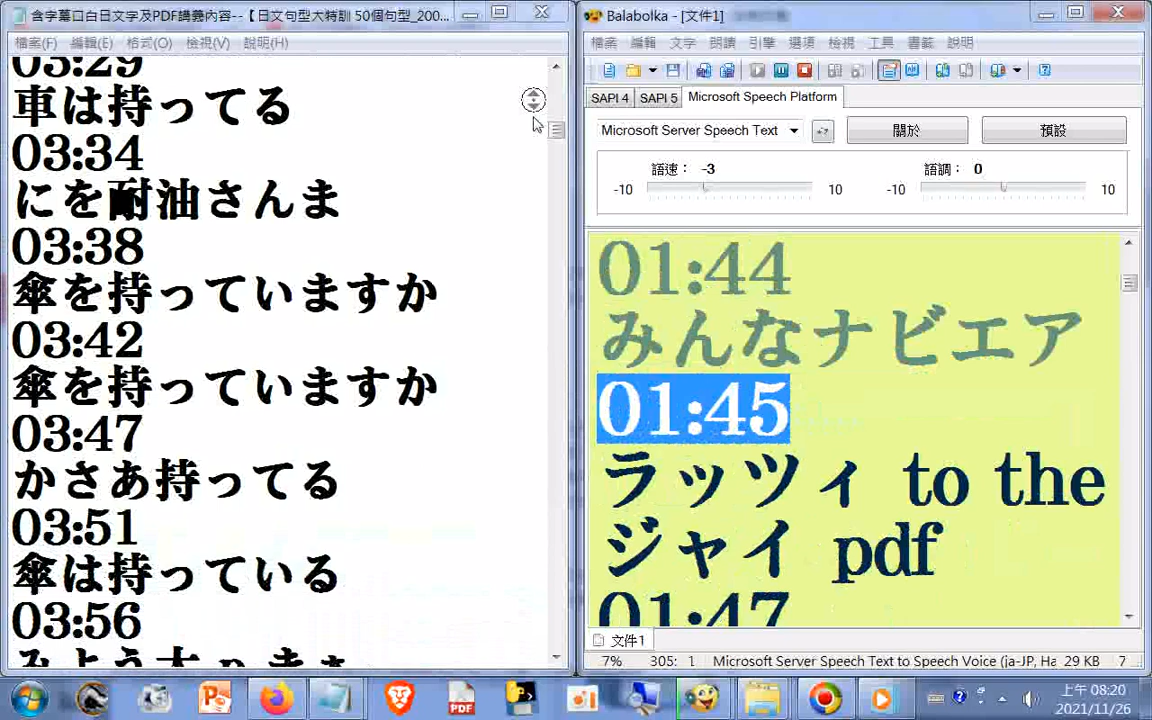 含字幕口白日文字及PDF講義內容--【日文句型大特訓 50個句型_200...
檔案(F) 編輯(E) 格式(O) 檢視(V) 說明(H)
03:29
車は持ってる
03:34
にを耐油さんま
03:38
傘を持っていますか
03:42
傘を持っていますか
03:47
かさあ持ってる
03:51
傘は持っている
03:56
Balabolka - [文件1]
檔案 編輯 文字 朗讀 引擎 選項 檢視 工具 書籤 說明
SAPI 4 SAPI 5 Microsoft Speech Platform
Microsoft Server Speech Text 關於 預設
語速: -3 語調: 0
-10 10 -10 10
01:44
みんなナビエア
01:45
ラッツィ to the
ジャイ pdf
01:47
文件1
7% 305: 1 Microsoft Server Speech Text to Speech Voice (ja-JP, Ha 29 KB 7
PDF
上午 08:20
2021/11/26